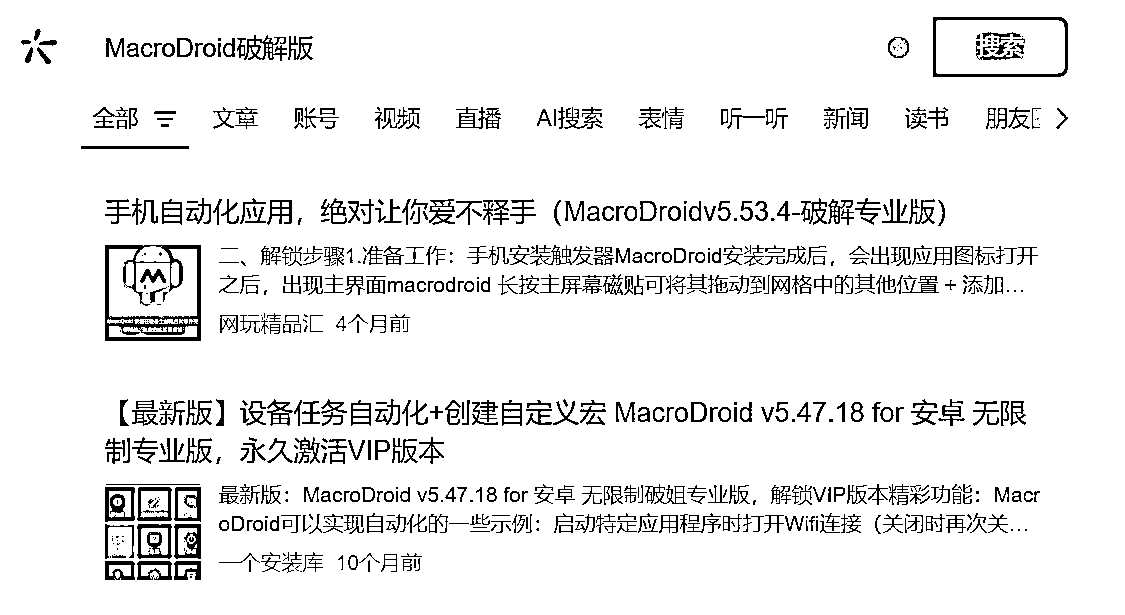 MacroDroid破解版
搜索
全部 文章 账号 视频 直播 AI搜索 表情 听一听 新闻 读书 朋友
手机自动化应用，绝对让你爱不释手（MacroDroidv5.53.4-破解专业版）
二、解锁步骤1.准备工作：手机安装触发器MacroDroid安装完成后，会出现应用图标打开
之后，出现主界面macrodroid 长按主屏幕磁贴可将其拖动到网格中的其他位置 + 添加...
网玩精品汇 4个月前
【最新版】设备任务自动化+创建自定义宏 MacroDroid v5.47.18 for 安卓 无限
制专业版，永久激活VIP版本
最新版：MacroDroid v5.47.18 for 安卓 无限制破姐专业版，解锁VIP版本精彩功能：Macr
oDroid可以实现自动化的一些示例：启动特定应用程序时打开Wifi连接（关闭时再次关...
一个安装库 10个月前